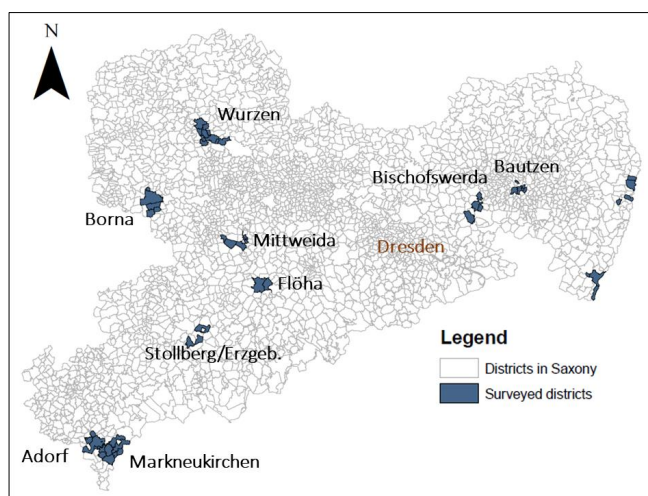 N
Wurzen
Bischofswerda
Bautzen
Borna
Mittweida
Dresden
Flöha
Stollberg/Erzgeb.
Adorf
Markneukirchen
Legend
Districts in Saxony
Surveyed districts